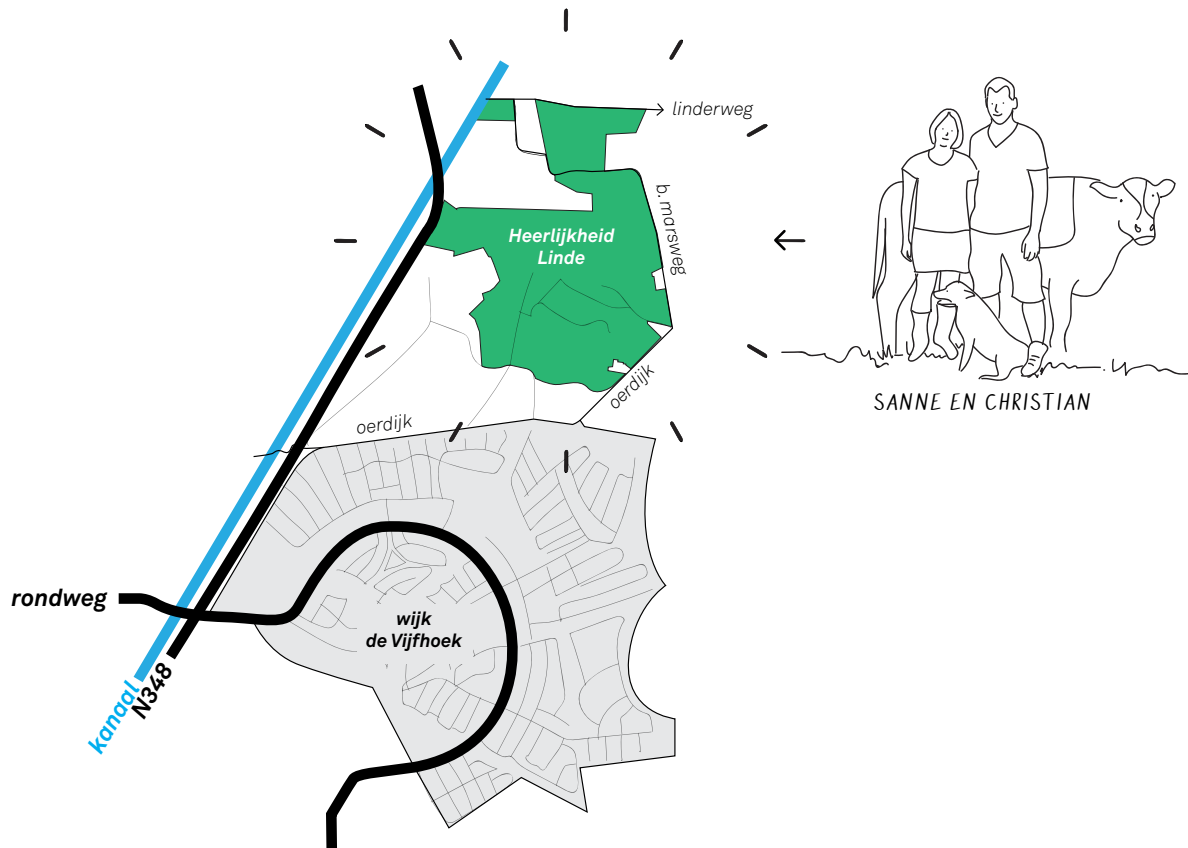 linderweg
b. marsweg
Heerlijkheid
Linde
oerdijk
SANNE EN CHRISTIAN
oerdijk
rondweg
wijk
de Vijfhoek
kanaal
N348